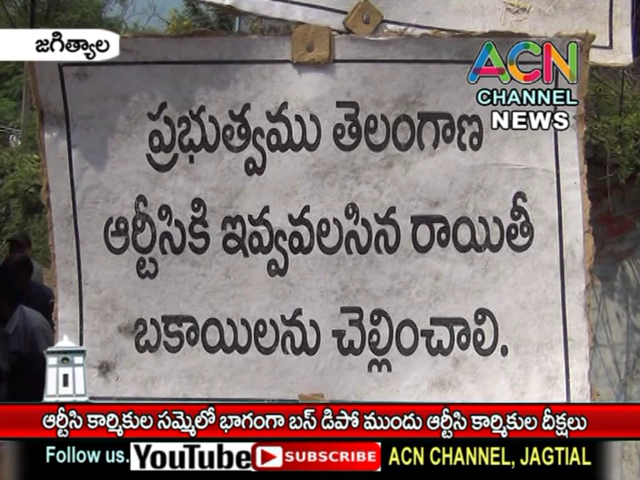 జగిత్యాల
ACN
CHANNEL
NEWS
ప్రభుత్వము తెలంగాణ
ఆర్టీసికి ఇవ్వవలసిన రాయితీ
బకాయిలను చెల్లించాలి.
ఆర్టీసి కార్మికుల సమ్మెలో భాగంగా బస్ డిపో ముందు ఆర్టీసి కార్మికుల దీక్షలు
Follow us. YouTube SUBSCRIBE ACN CHANNEL, JAGTIAL